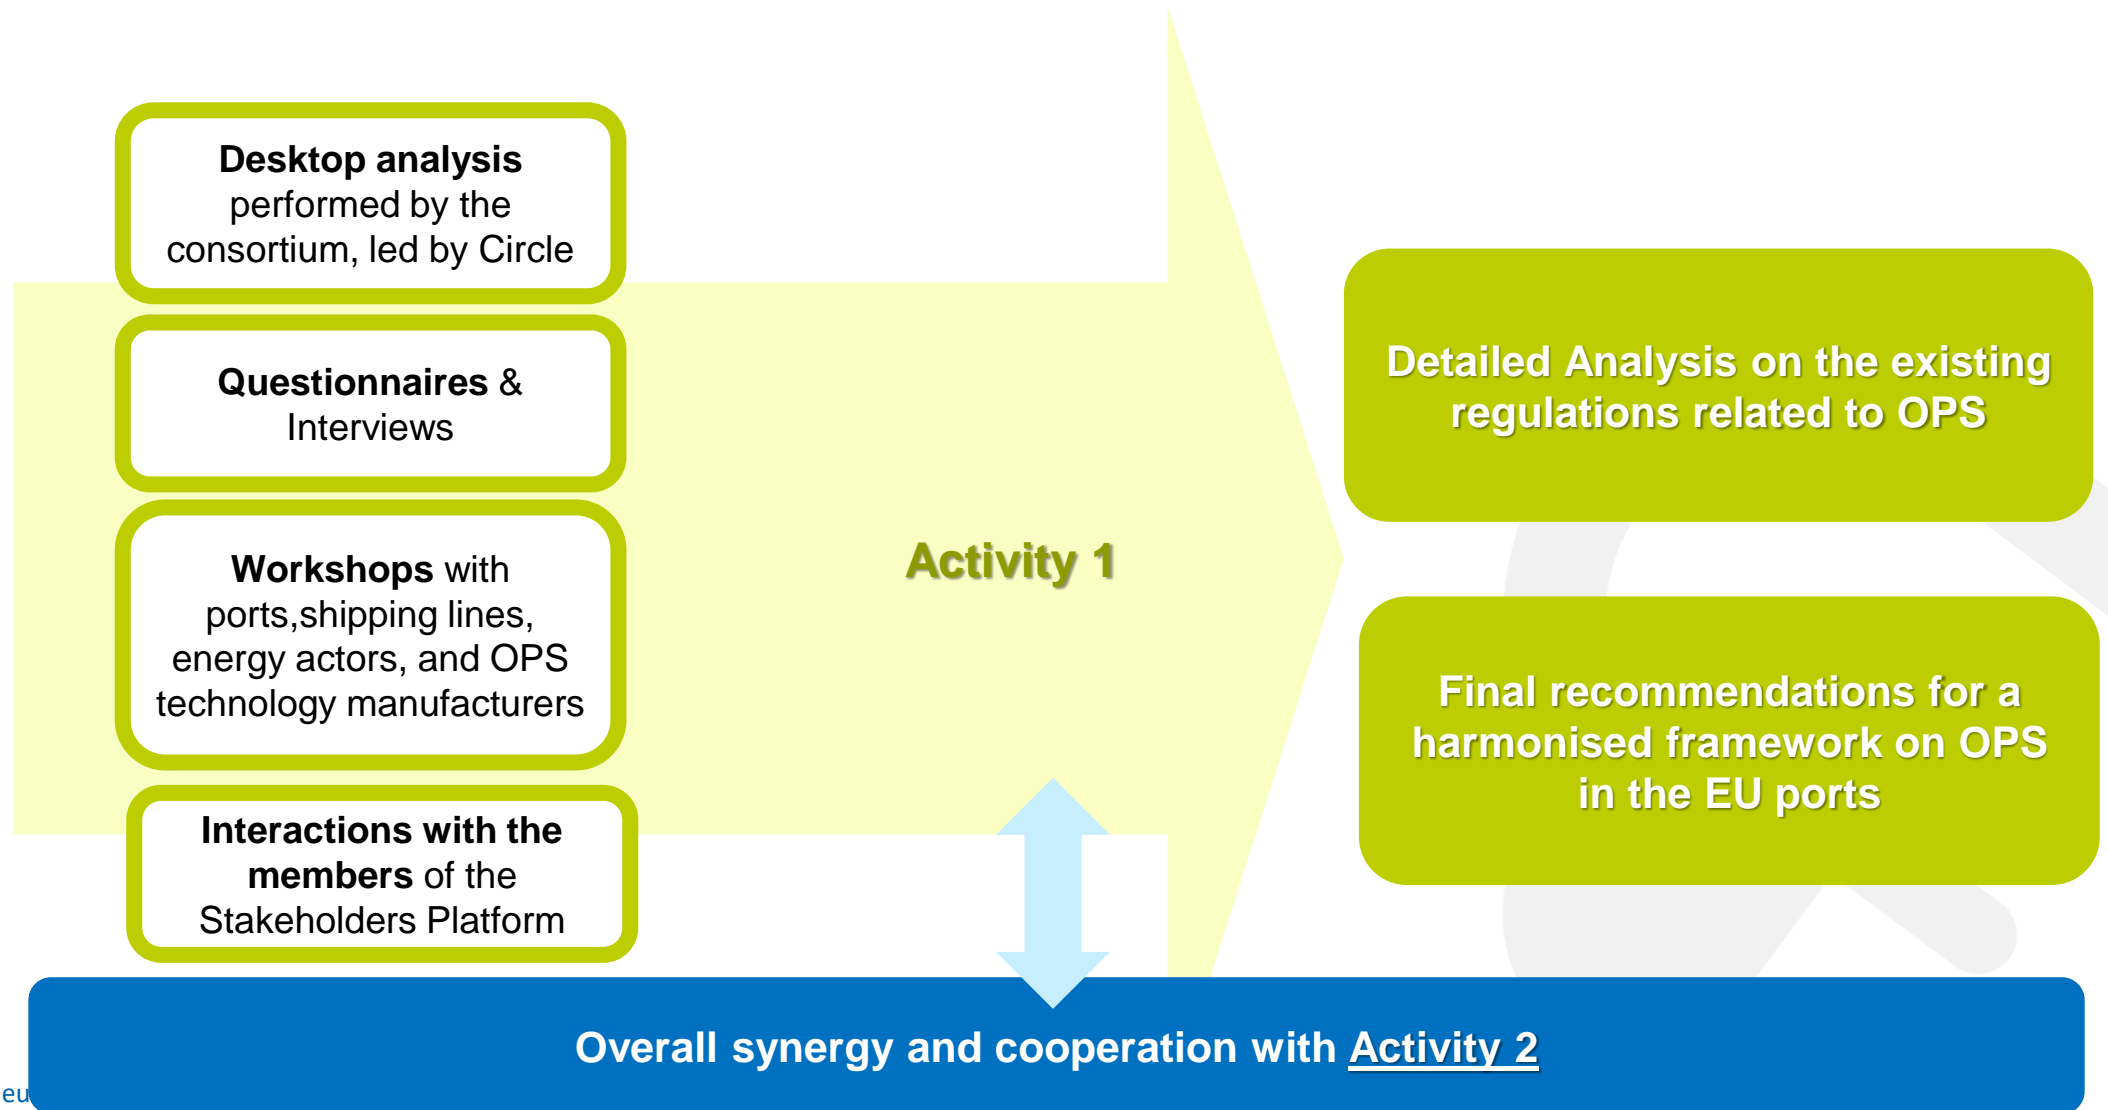 Desktop analysis
performed by the
consortium, led by Circle
Questionnaires &
Interviews
Workshops with
ports,shipping lines,
energy actors, and OPS
technology manufacturers
Interactions with the
members of the
Stakeholders Platform
Activity 1
Detailed Analysis on the existing
regulations related to OPS
Final recommendations for a
harmonised framework on OPS
in the EU ports
Overall synergy and cooperation with Activity 2
eu